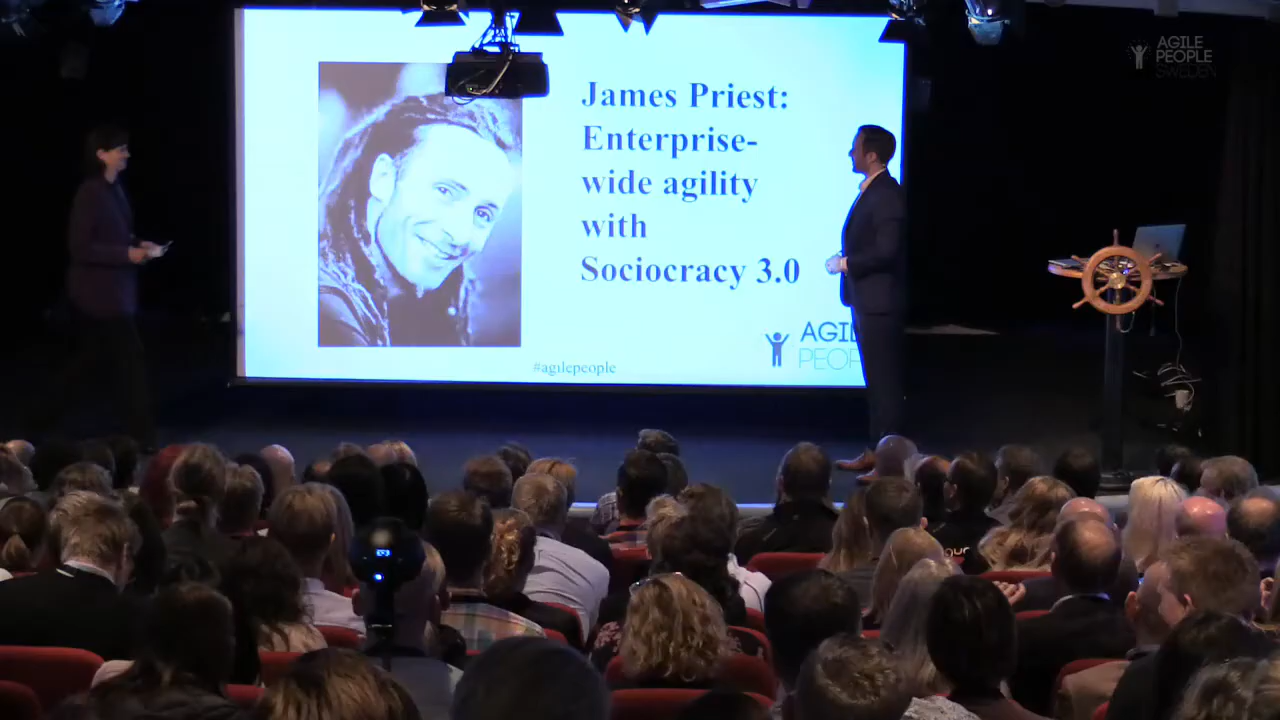 AGILE
PEOPLE
SWEDEN
James Priest:
Enterprise-
wide agility
with
Sociocracy 3.0
AGIL
PEOP
#agilepeople